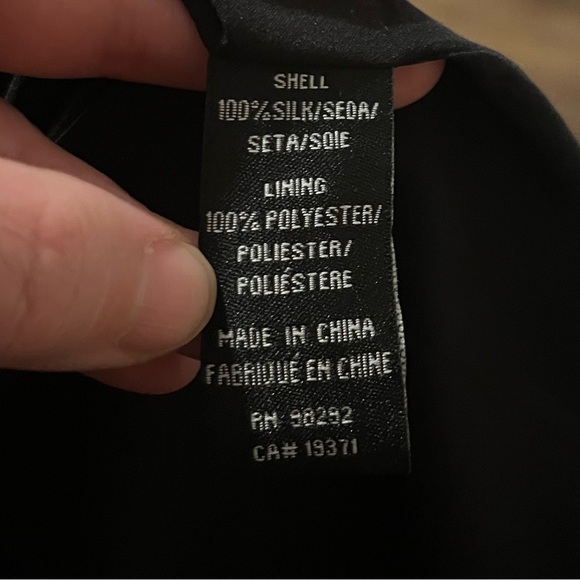 SHELL
100%SILK/SEDA/
SETA/SOIE
LINING
100% POLYESTER/
POLIESTER/
POLIÉSTERE
MADE IN CHINA
FABRIQUÉ EN CHINE
RN 90292
CA# 19371